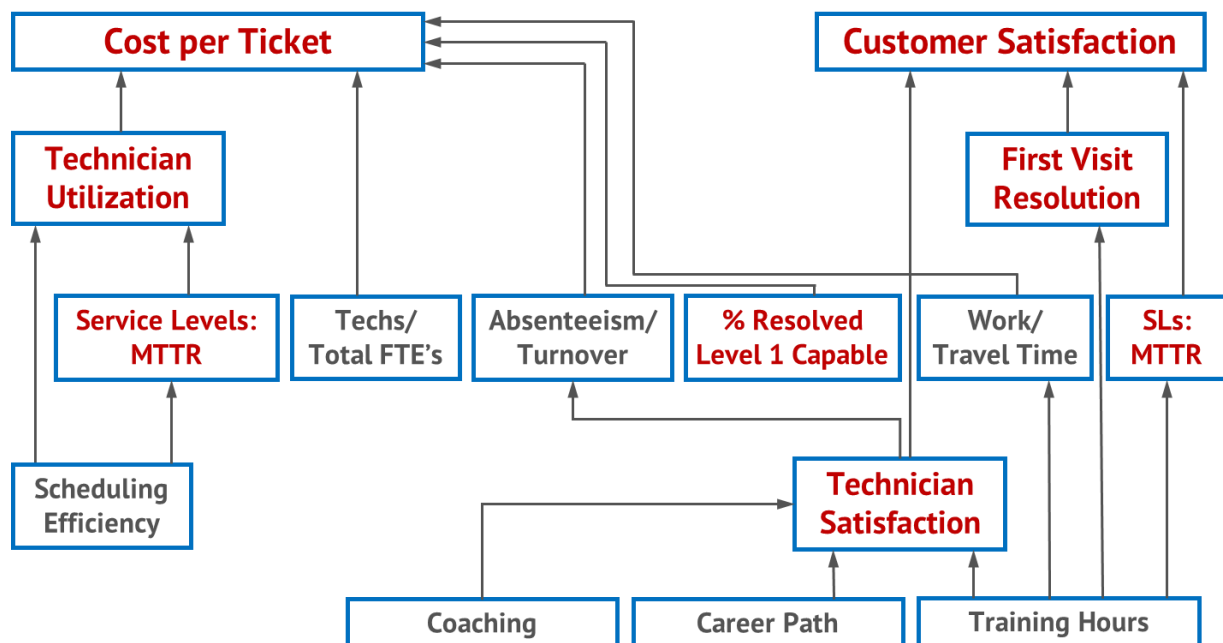 Cost per Ticket
Customer Satisfaction
Technician
Utilization
First Visit
Resolution
Service Levels:
MTTR
Techs/
Total FTE's
Absenteeism/
Turnover
% Resolved
Level 1 Capable
Work/
Travel Time
SLs:
MTTR
Scheduling
Efficiency
Technician
Satisfaction
Coaching
Career Path
Training Hours